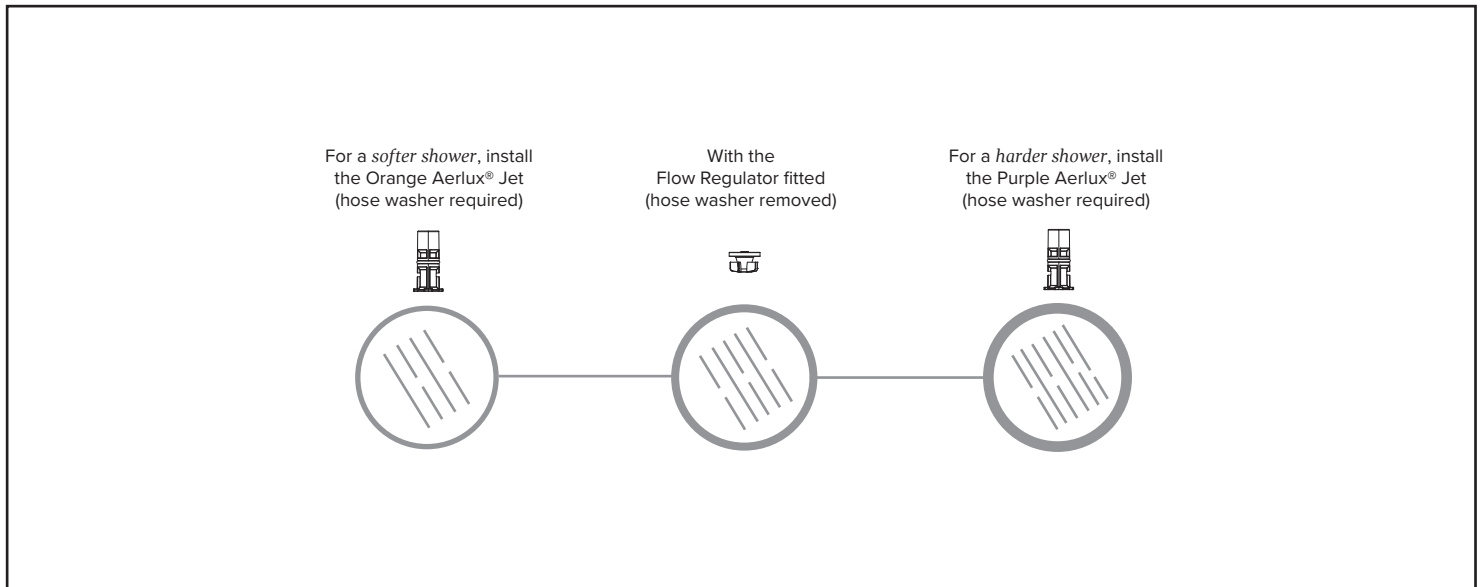 For a softer shower, install
the Orange Aerlux® Jet
(hose washer required)
With the
Flow Regulator fitted
(hose washer removed)
For a harder shower, install
the Purple Aerlux® Jet
(hose washer required)